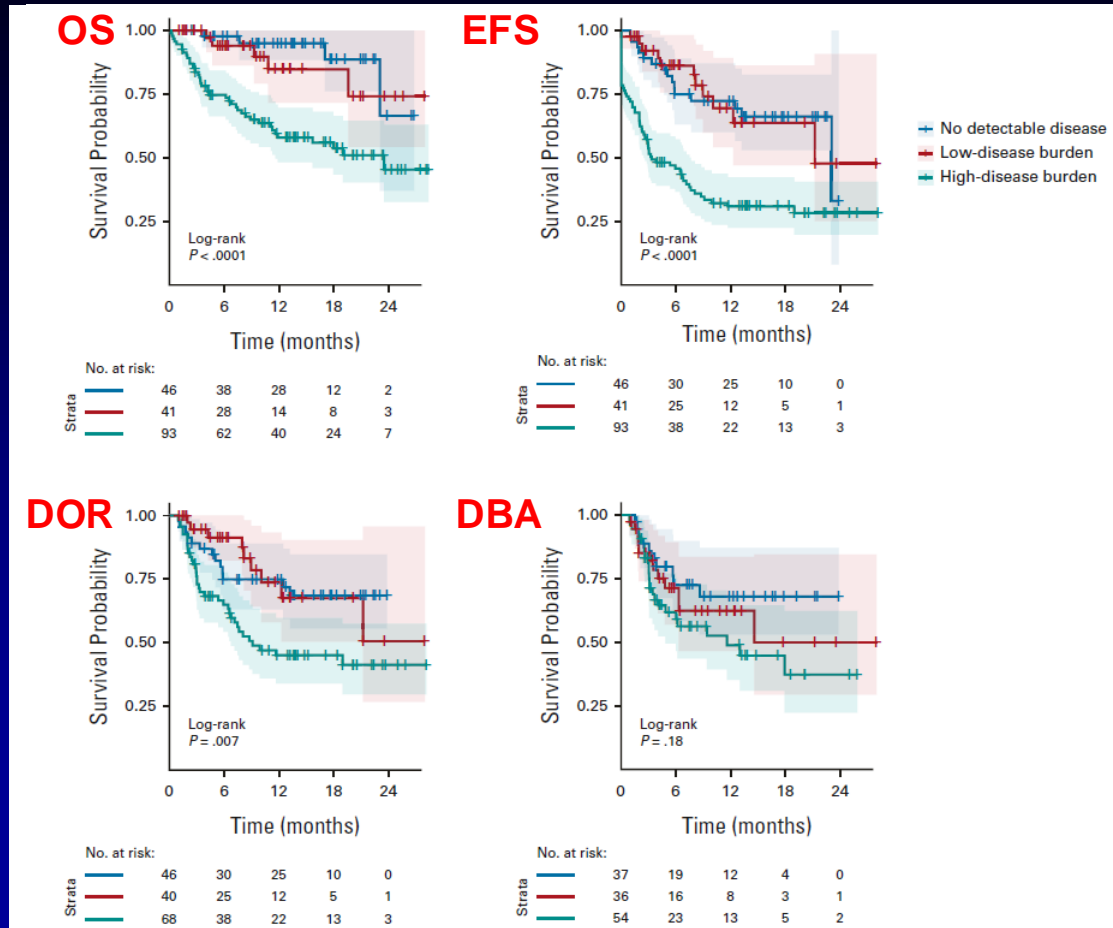 OS
1.00
0.75
0.50
0.25
Survival Probability
Log-rank
P < .0001
0 6 12 18 24
Time (months)
No. at risk:
Strata
46 38 28 12 2
41 28 14 8 3
93 62 40 24 7
EFS
1.00
0.75
0.50
0.25
Survival Probability
Log-rank
P < .0001
0 6 12 18 24
Time (months)
No. at risk:
Strata
46 30 25 10 0
41 25 12 5 1
93 38 22 13 3
No detectable disease
Low-disease burden
High-disease burden
DOR
1.00
0.75
0.50
0.25
Survival Probability
Log-rank
P = .007
0 6 12 18 24
Time (months)
No. at risk:
Strata
46 30 25 10 0
40 25 12 5 1
68 38 22 13 3
DBA
1.00
0.75
0.50
0.25
Survival Probability
Log-rank
P = .18
0 6 12 18 24
Time (months)
No. at risk:
Strata
37 19 12 4 0
36 16 8 3 1
54 23 13 5 2